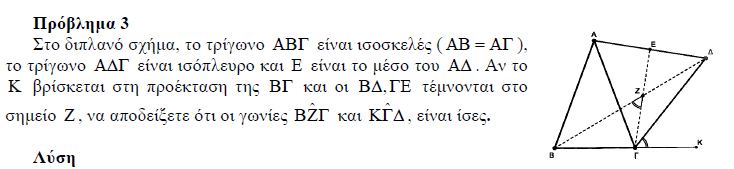 Πρόβλημα 3
Στο διπλανό σχήμα, το τρίγωνο ΑΒΓ είναι ισοσκελές (ΑΒ = ΑΓ),
το τρίγωνο ΑΔΓ είναι ισόπλευρο και Ε είναι το μέσο του ΑΔ. Αν το
Κ βρίσκεται στη προέκταση της ΒΓ και οι ΒΔ,ΓΕ τέμνονται στο
σημείο Ζ, να αποδείξετε ότι οι γωνίες ΒẐΓ και ΚΓ̂Δ, είναι ίσες.
Λύση
Α
Ε
Δ
Ζ
Β
Γ
Κ